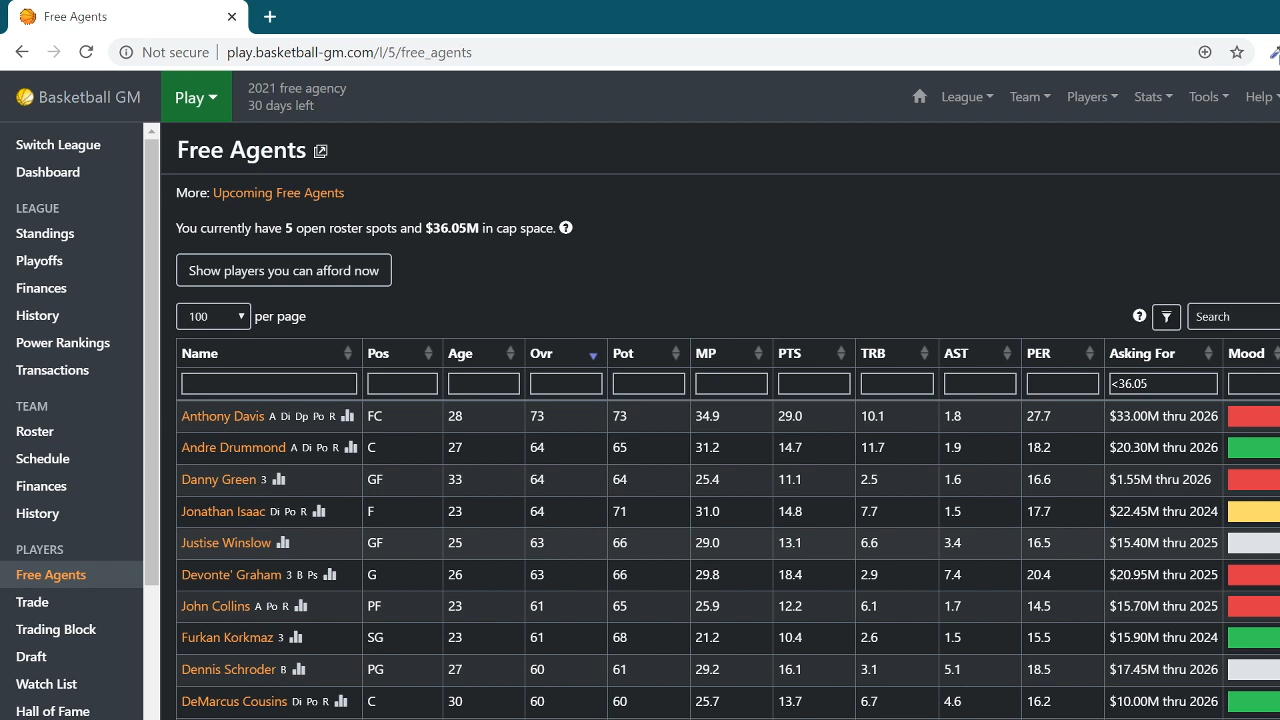 Free Agents
Not secure play.basketball-gm.com/l/5/free_agents
Basketball GM Play 2021 free agency League Team Players Stats Tools Help
30 days left
Switch League
Dashboard
LEAGUE
Standings
Playoffs
Finances
History
Power Rankings
Transactions
TEAM
Roster
Schedule
Finances
History
PLAYERS
Free Agents
Trade
Trading Block
Draft
Watch List
Hall of Fame
Free Agents
More: Upcoming Free Agents
You currently have 5 open roster spots and $36.05M in cap space. ?
Show players you can afford now
100 per page ? Search
Name Pos Age Ovr Pot MP PTS TRB AST PER Asking For Mood
<36.05
Anthony Davis A Di Dp Po R FC 28 73 73 34.9 29.0 10.1 1.8 27.7 $33.00M thru 2026
Andre Drummond A Di Po R C 27 64 65 31.2 14.7 11.7 1.9 18.2 $20.30M thru 2026
Danny Green 3 GF 33 64 64 25.4 11.1 2.5 1.6 16.6 $1.55M thru 2026
Jonathan Isaac Di Po R F 23 64 71 31.0 14.8 7.7 1.5 17.7 $22.45M thru 2024
Justise Winslow GF 25 63 66 29.0 13.1 6.6 3.4 16.5 $15.40M thru 2025
Devonte' Graham 3 B Ps G 26 63 66 29.8 18.4 2.9 7.4 20.4 $20.95M thru 2025
John Collins A Po R PF 23 61 65 25.9 12.2 6.1 1.7 14.5 $15.70M thru 2025
Furkan Korkmaz 3 SG 23 61 68 21.2 10.4 2.6 1.5 15.5 $15.90M thru 2024
Dennis Schroder B PG 27 60 61 29.2 16.1 3.1 5.1 18.5 $17.45M thru 2026
DeMarcus Cousins Di Po R C 30 60 60 25.7 13.7 6.7 4.6 16.2 $10.00M thru 2026